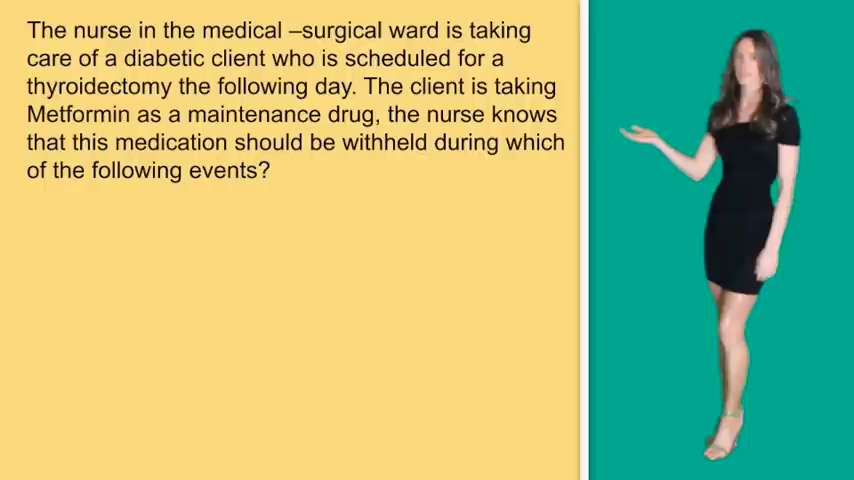 The nurse in the medical –surgical ward is taking
care of a diabetic client who is scheduled for a
thyroidectomy the following day. The client is taking
Metformin as a maintenance drug, the nurse knows
that this medication should be withheld during which
of the following events?